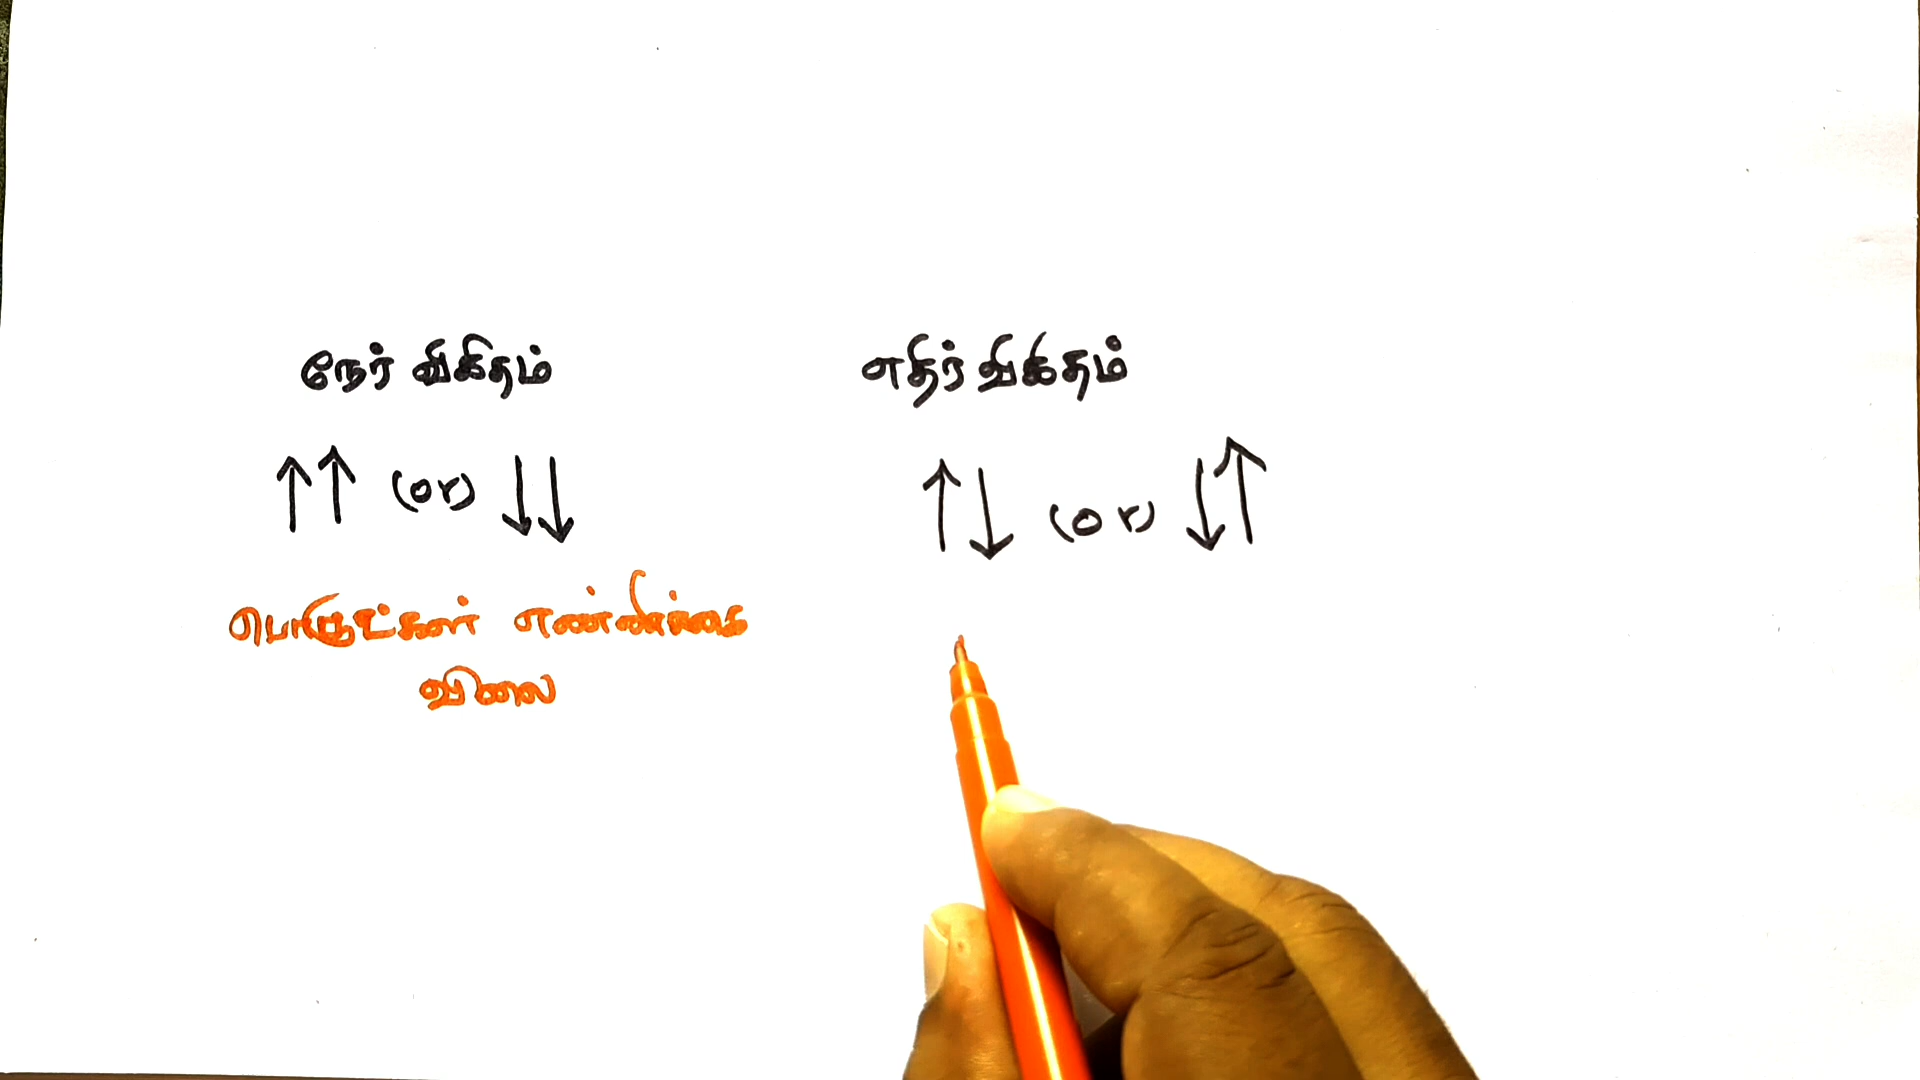 நேர் விகிதம்
எதிர் விகிதம்
↑↑ (or) ↓↓
↑↓ (or) ↓↑
பொருட்கள் எண்ணிக்கை
விலை